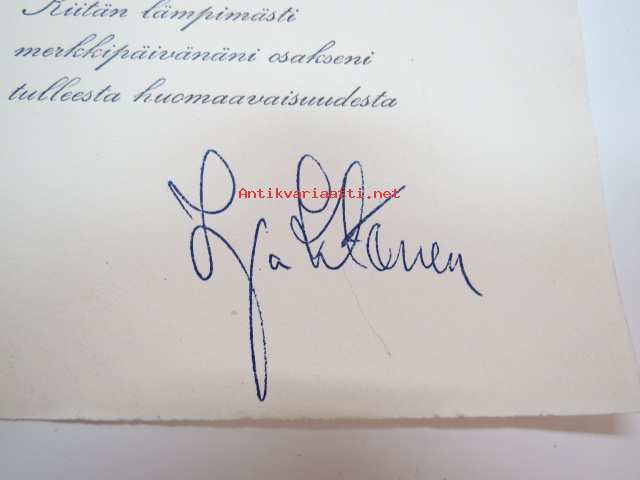 Kiitän lämpimästi
merkkipäivänäni osakseni
tulleesta huomaavaisuudesta
Antikvariaatti.net